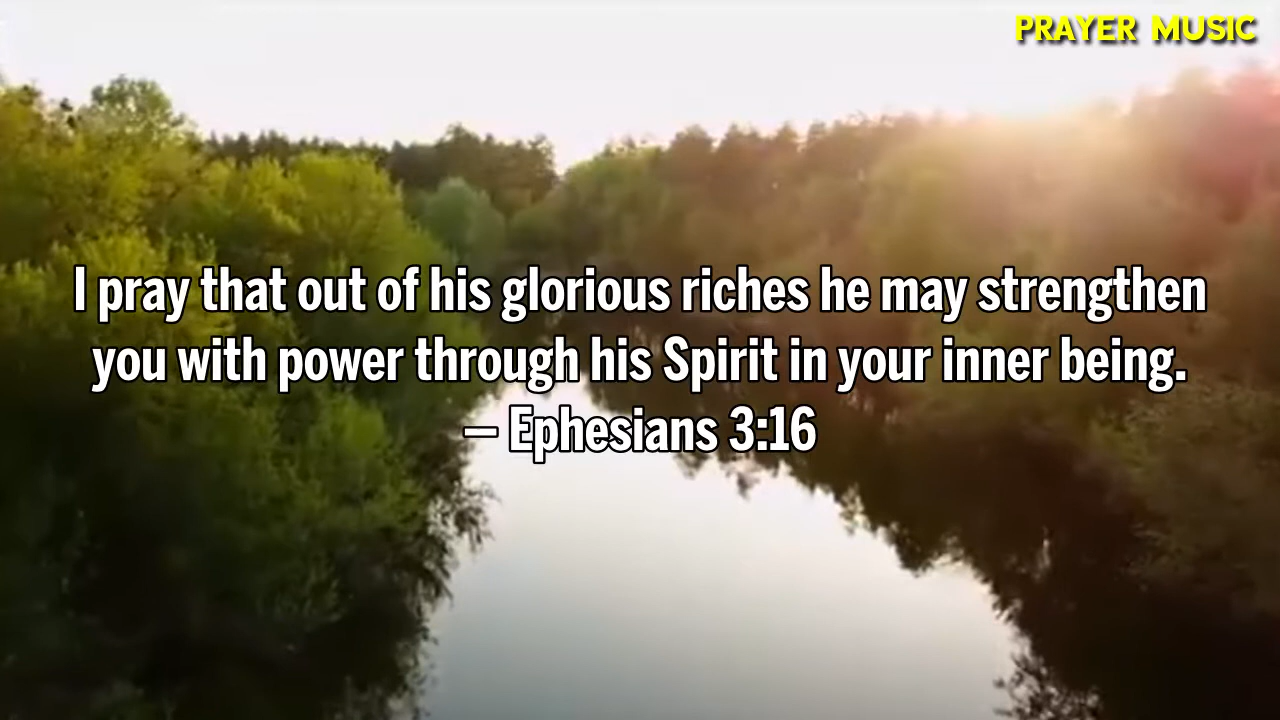 PRAYER MUSIC
I pray that out of his glorious riches he may strengthen
you with power through his Spirit in your inner being.
– Ephesians 3:16